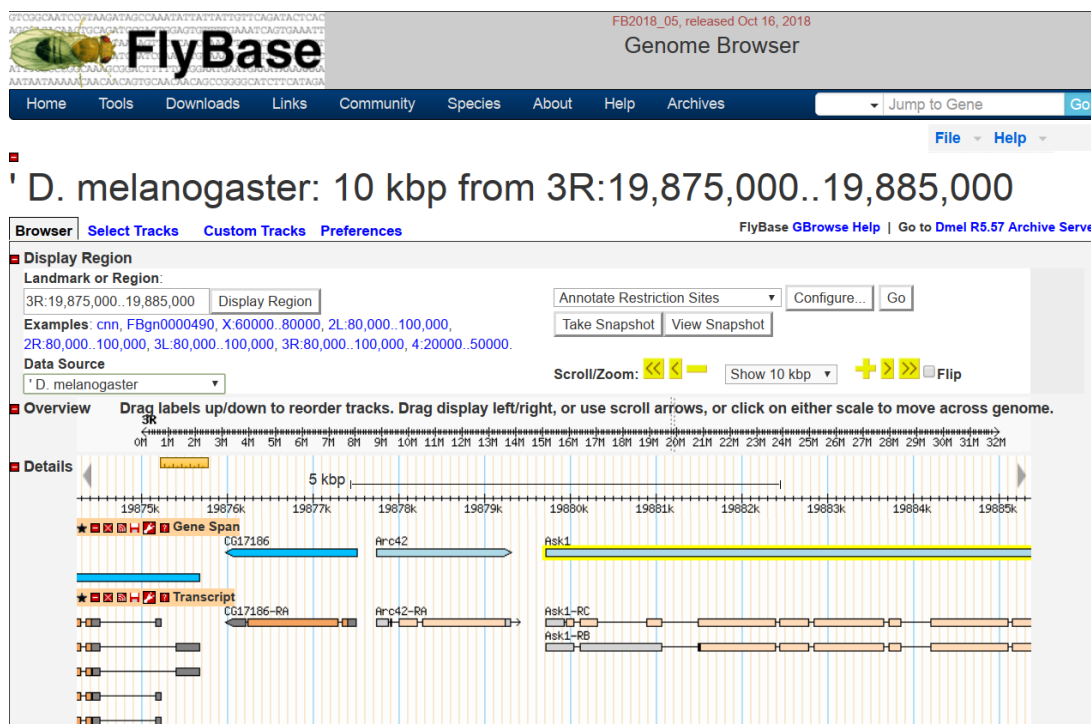 FlyBase
FB2018_05, released Oct 16, 2018
Genome Browser
Home Tools Downloads Links Community Species About Help Archives Jump to Gene Go
File Help
' D. melanogaster: 10 kbp from 3R:19,875,000..19,885,000
Browser Select Tracks Custom Tracks Preferences FlyBase GBrowse Help | Go to Dmel R5.57 Archive Serve
Display Region
Landmark or Region:
3R:19,875,000..19,885,000 Display Region Annotate Restriction Sites Configure... Go
Examples: cnn, FBgn0000490, X:60000..80000, 2L:80,000..100,000, Take Snapshot View Snapshot
2R:80,000..100,000, 3L:80,000..100,000, 3R:80,000..100,000, 4:20000..50000.
Data Source
' D. melanogaster Scroll/Zoom: Show 10 kbp Flip
Overview Drag labels up/down to reorder tracks. Drag display left/right, or use scroll arrows, or click on either scale to move across genome.
3R
0M 1M 2M 3M 4M 5M 6M 7M 8M 9M 10M 11M 12M 13M 14M 15M 16M 17M 18M 19M 20M 21M 22M 23M 24M 25M 26M 27M 28M 29M 30M 31M 32M
Details
5 kbp
19875k 19876k 19877k 19878k 19879k 19880k 19881k 19882k 19883k 19884k 19885k
Gene Span
CG17186 Arc42 Ask1
Transcript
CG17186-RA Arc42-RA Ask1-RC
Ask1-RB